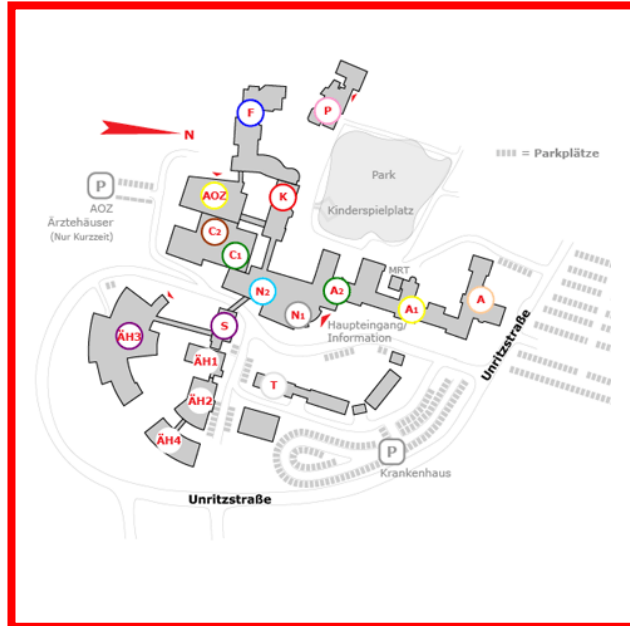 F
P
N
= Parkplätze
P
AOZ
Ärztehäuser
(Nur Kurzzeit)
AOZ
K
Park
Kinderspielplatz
C2
C1
N2
A2
MRT
A1
A
N1
Haupteingang/
Information
S
ÄH3
ÄH1
ÄH2
ÄH4
T
Unritzstraße
P
Krankenhaus
Unritzstraße